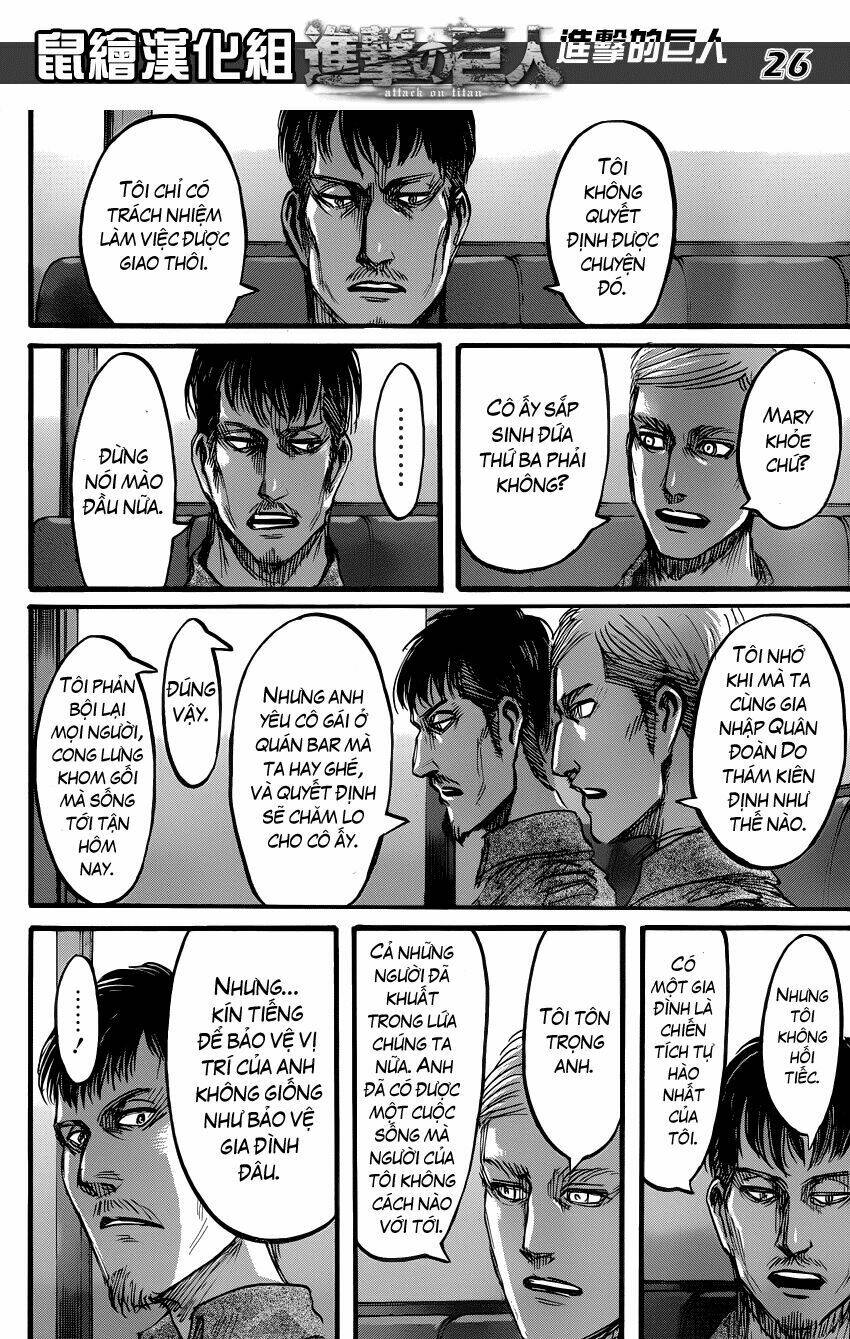 鼠繪漢化組
進撃の巨人
attack on titan
進擊的巨人
26
TÔI
KHÔNG
QUYẾT
ĐỊNH ĐƯỢC
CHUYỆN
ĐÓ.
TÔI CHỈ CÓ
TRÁCH NHIỆM
LÀM VIỆC ĐƯỢC
GIAO THÔI.
MARY
KHỎE
CHỨ?
CÔ ẤY SẮP
SINH ĐỨA
THỨ BA PHẢI
KHÔNG?
......
ĐỪNG
NÓI MÀO
ĐẦU NỮA.
TÔI NHỚ
KHI MÀ TA
CÙNG GIA
NHẬP QUÂN
ĐOÀN DO
THÁM KIÊN
ĐỊNH NHƯ
THẾ NÀO.
NHƯNG ANH
YÊU CÔ GÁI Ở
QUÁN BAR MÀ
TA HAY GHÉ,
VÀ QUYẾT ĐỊNH
SẼ CHĂM LO
CHO CÔ ẤY.
ĐÚNG
VẬY.
TÔI PHẢN
BỘI LẠI
MỌI NGƯỜI,
CONG LƯNG
KHOM GỐI
MÀ SỐNG
TỚI TẬN
HÔM
NAY.
NHƯNG
TÔI
KHÔNG
HỐI
TIẾC.
CÓ
MỘT GIA
ĐÌNH LÀ
CHIẾN
TÍCH TỰ
HÀO
NHẤT
CỦA
TÔI.
TÔI TÔN
TRỌNG
ANH.
CẢ NHỮNG
NGƯỜI ĐÃ
KHUẤT
TRONG LỨA
CHÚNG TA
NỮA. ANH
ĐÃ CÓ ĐƯỢC
MỘT CUỘC
SỐNG MÀ
NGƯỜI CỦA
TÔI KHÔNG
CÁCH NÀO
VỚI TỚI.
NHƯNG...
KÍN TIẾNG
ĐỂ BẢO VỆ VỊ
TRÍ CỦA ANH
KHÔNG GIỐNG
NHƯ BẢO VỆ
GIA ĐÌNH
ĐÂU.
.....!